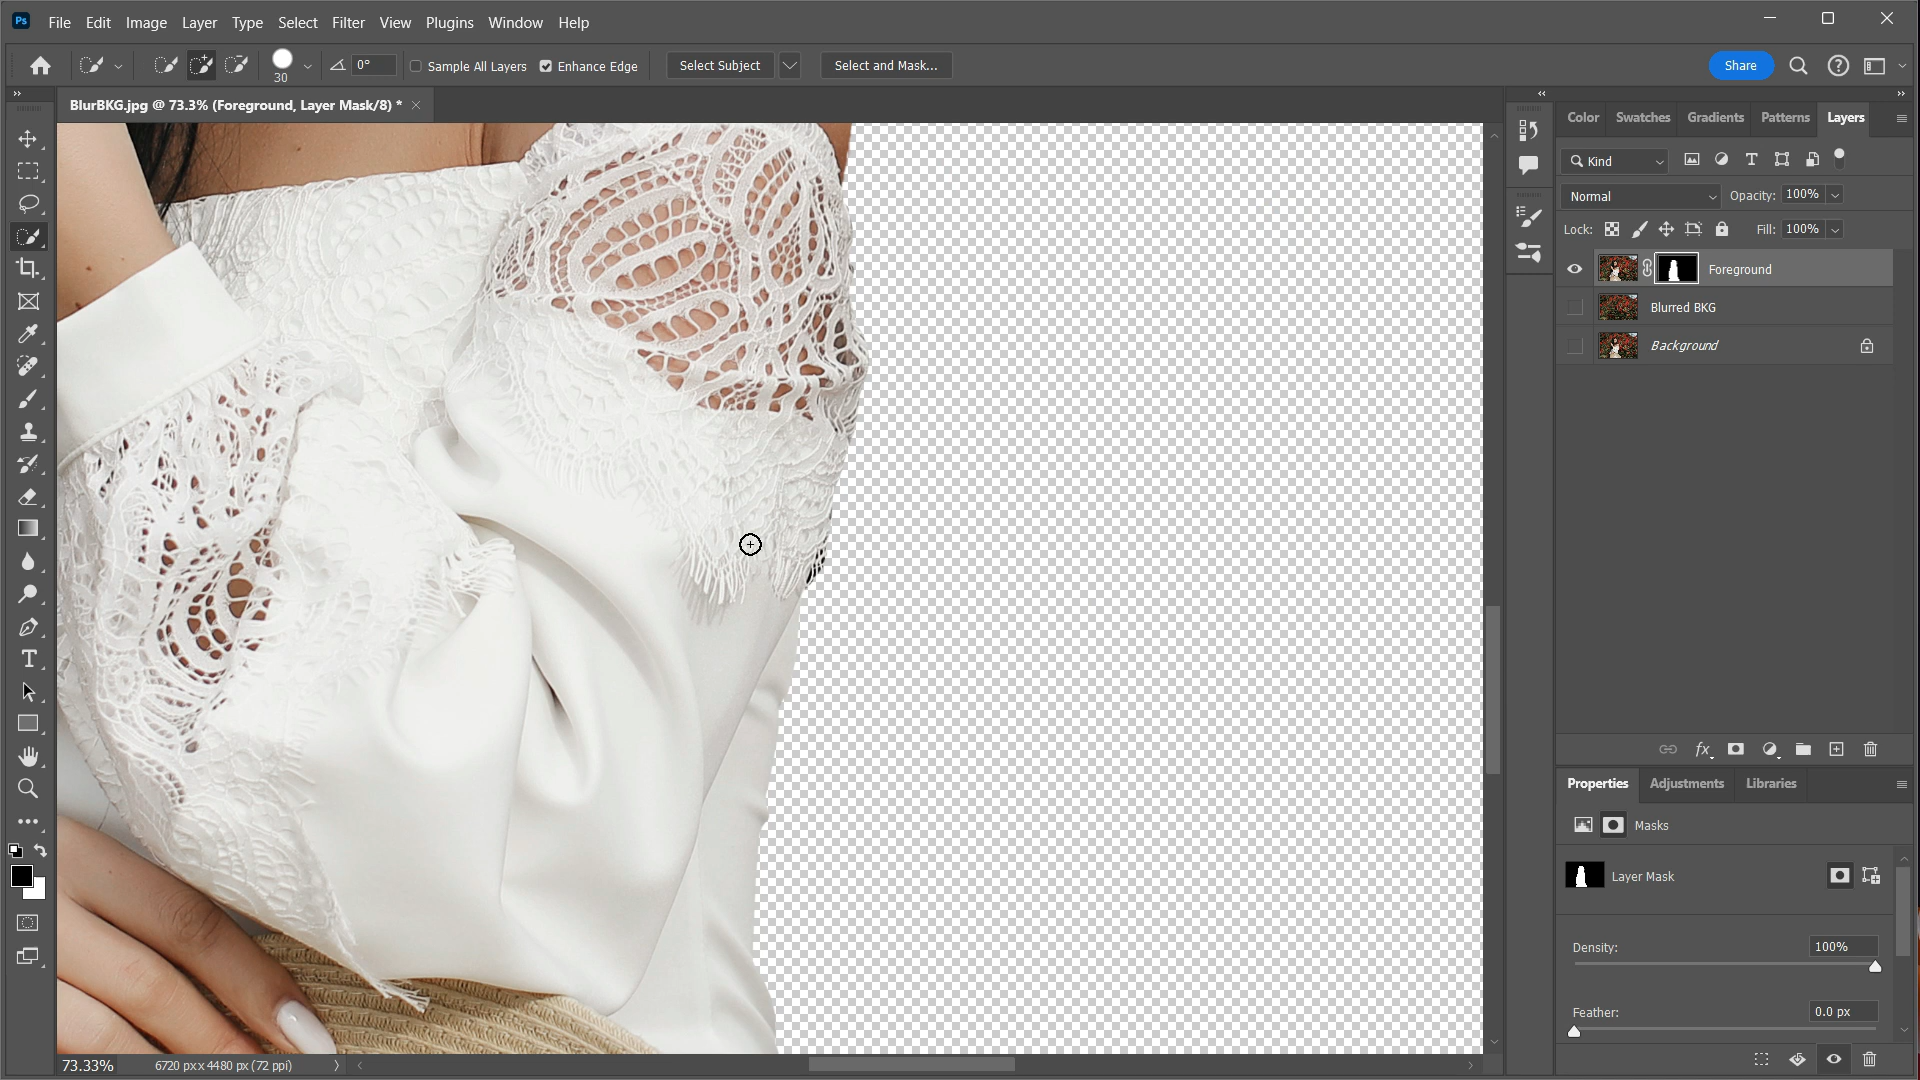 Ps File Edit Image Layer Type Select Filter View Plugins Window Help
30 0° Sample All Layers Enhance Edge Select Subject Select and Mask... Share
BlurBKG.jpg @ 73.3% (Foreground, Layer Mask/8) *
Color Swatches Gradients Patterns Layers
Kind
Normal Opacity: 100%
Lock: Fill: 100%
Foreground
Blurred BKG
Background
fx
Properties Adjustments Libraries
Masks
Layer Mask
Density: 100%
Feather: 0.0 px
73.33% 6720 px x 4480 px (72 ppi)